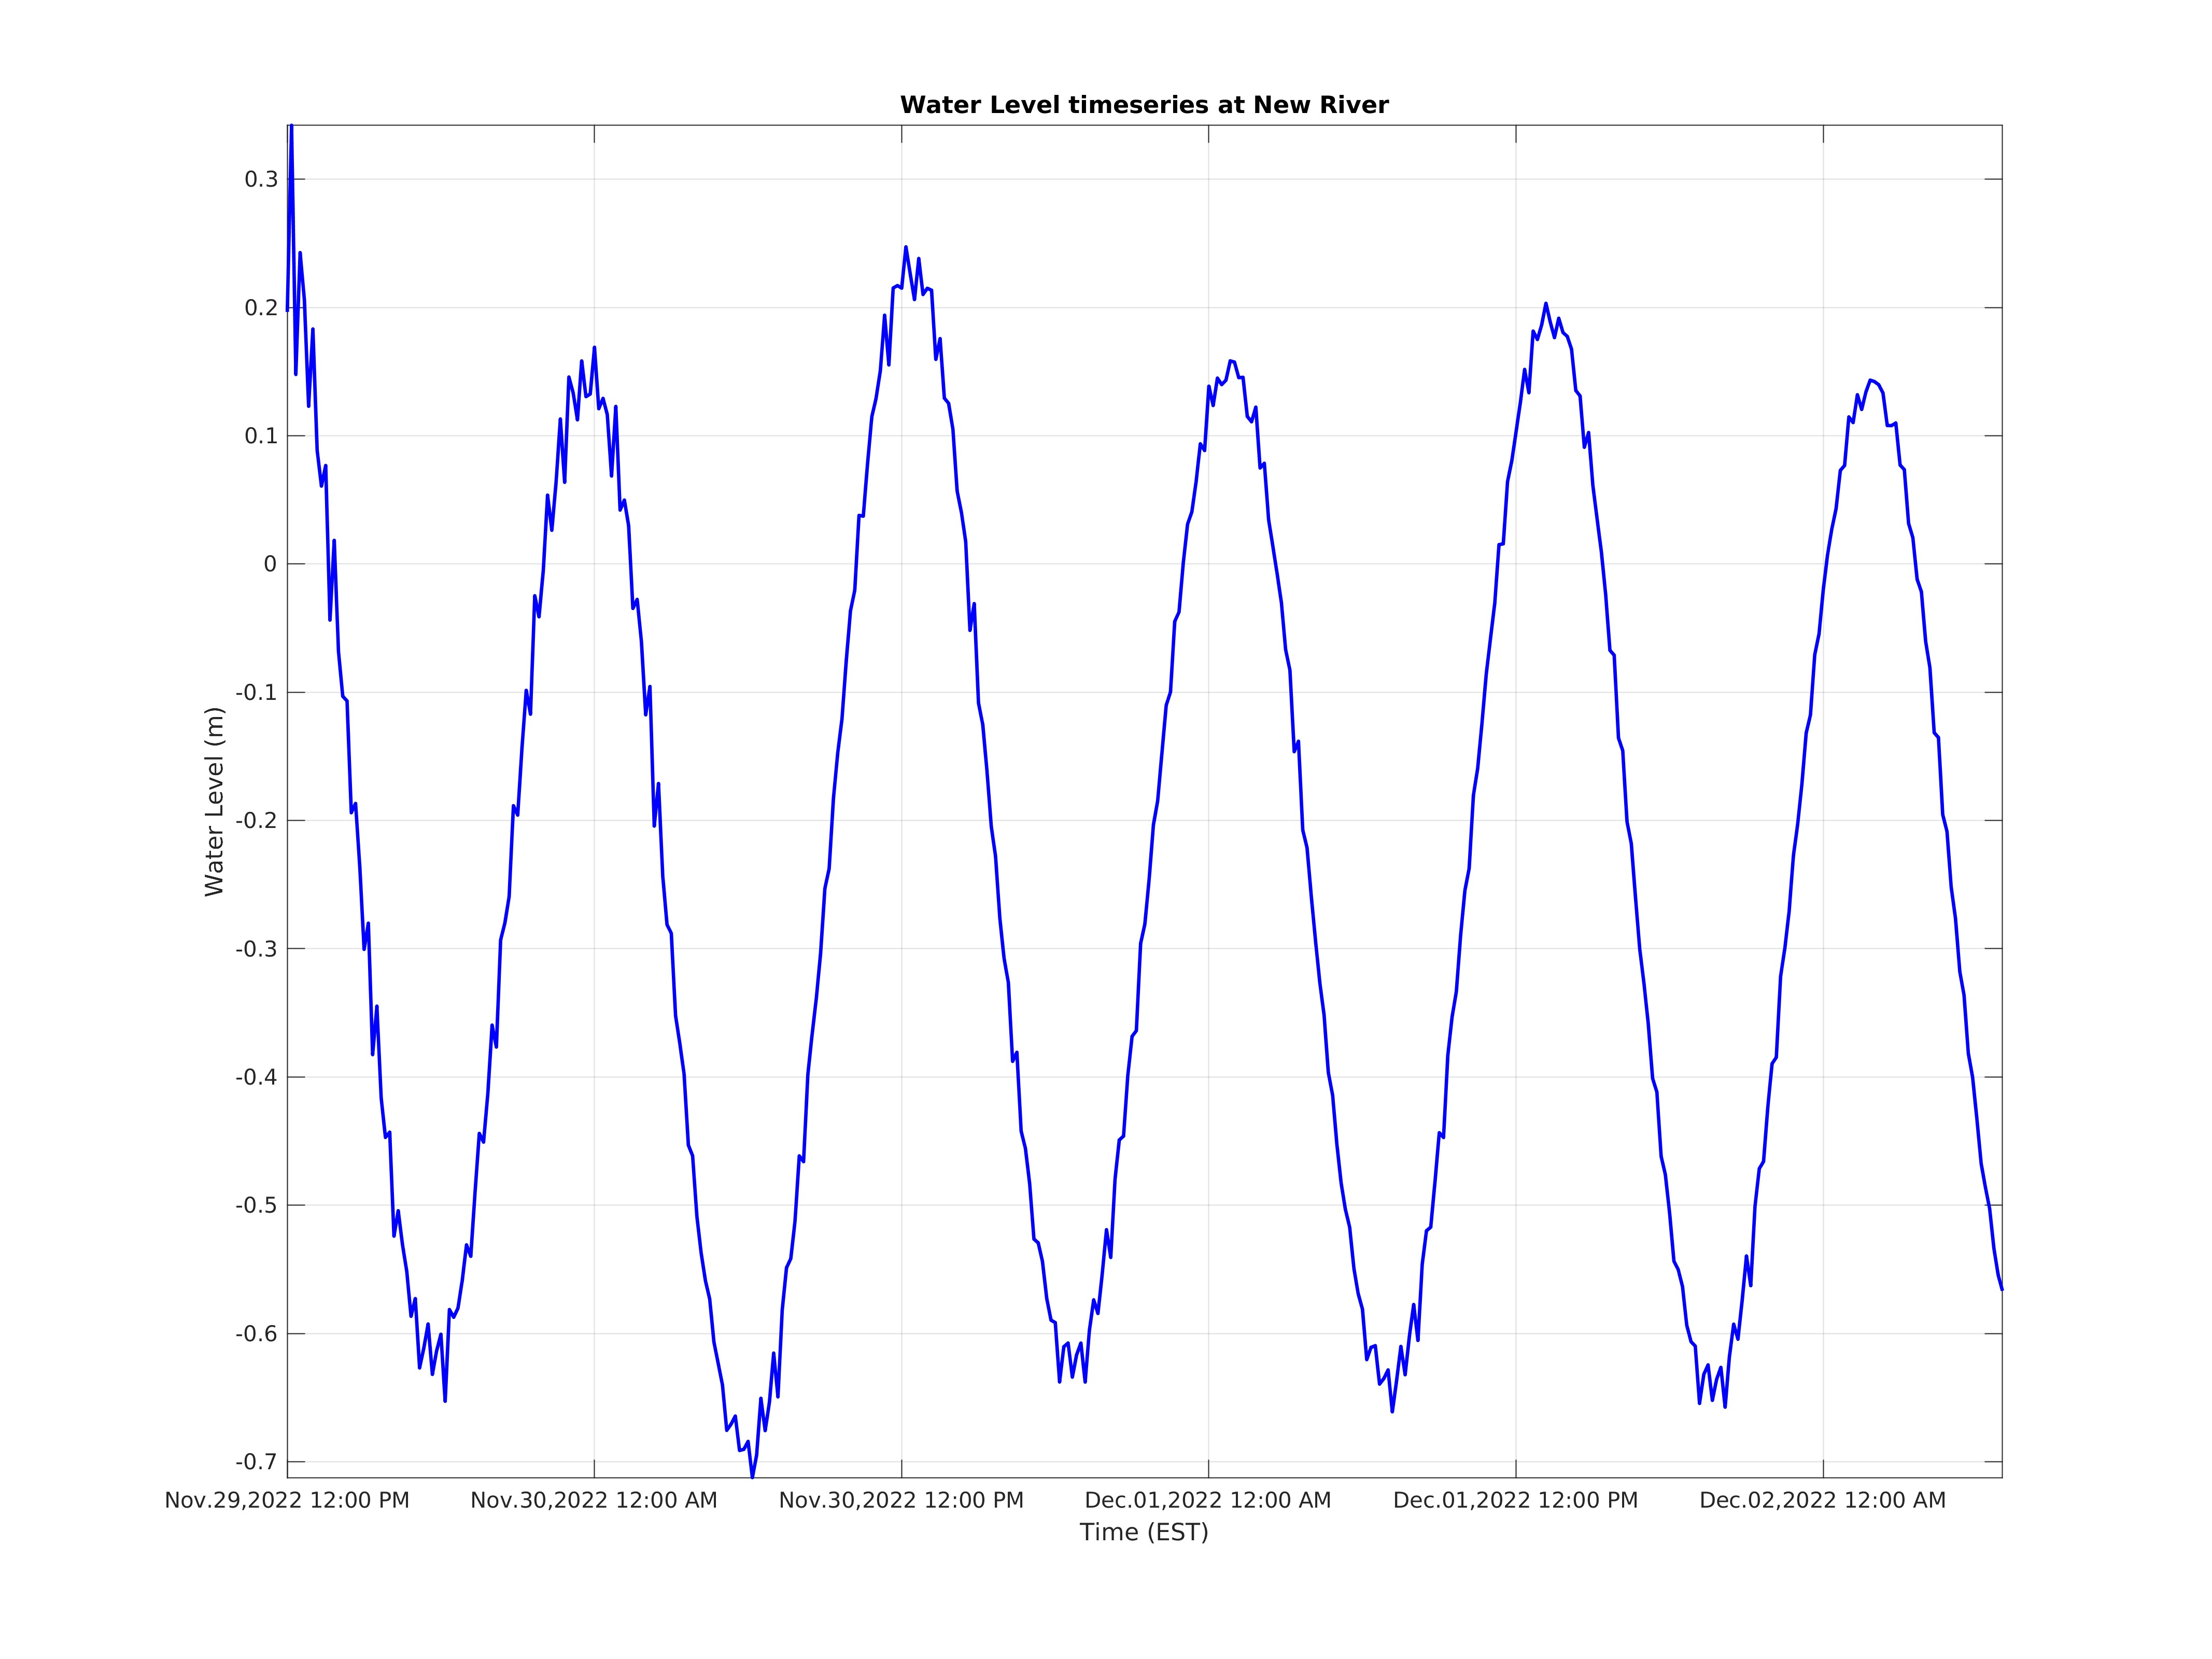 Water Level timeseries at New River
0.3
0.2
0.1
0
-0.1
-0.2
-0.3
-0.4
-0.5
-0.6
-0.7
Water Level (m)
Nov.29,2022 12:00 PM Nov.30,2022 12:00 AM Nov.30,2022 12:00 PM Dec.01,2022 12:00 AM Dec.01,2022 12:00 PM Dec.02,2022 12:00 AM
Time (EST)